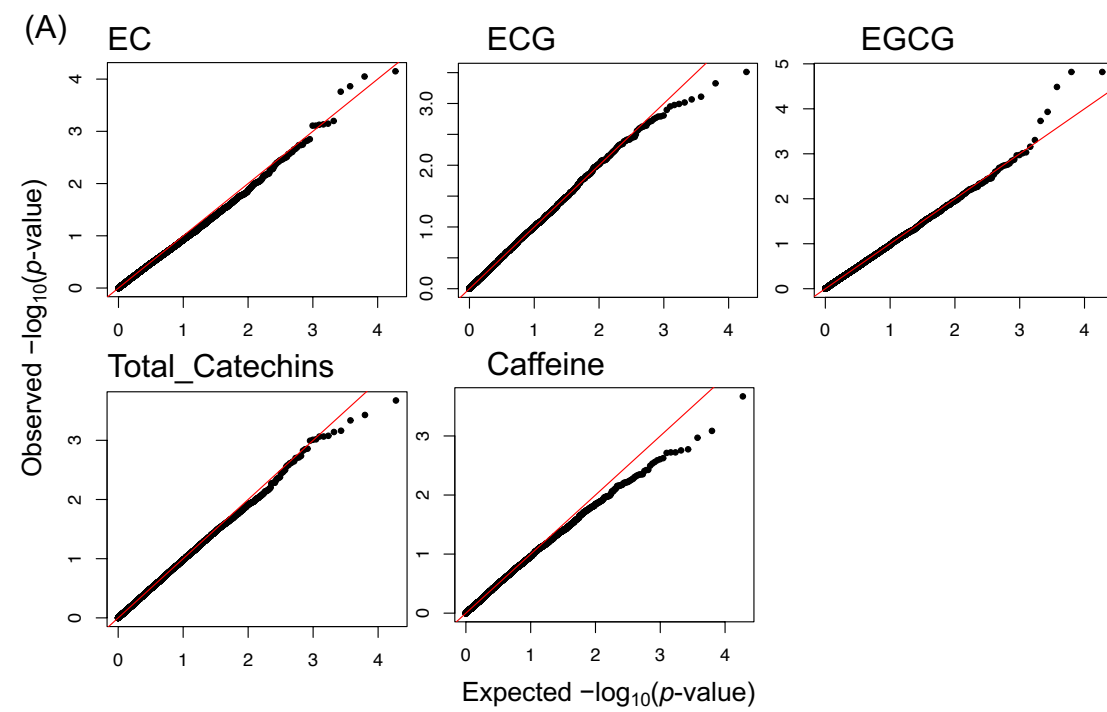 (A)
EC ECG EGCG
Observed −log10(p-value)
4
3
2
1
0
0 1 2 3 4
3.0
2.0
1.0
0.0
0 1 2 3 4
5
4
3
2
1
0
0 1 2 3 4
Total_Catechins Caffeine
3
2
1
0
0 1 2 3 4
3
2
1
0
0 1 2 3 4
Expected −log10(p-value)